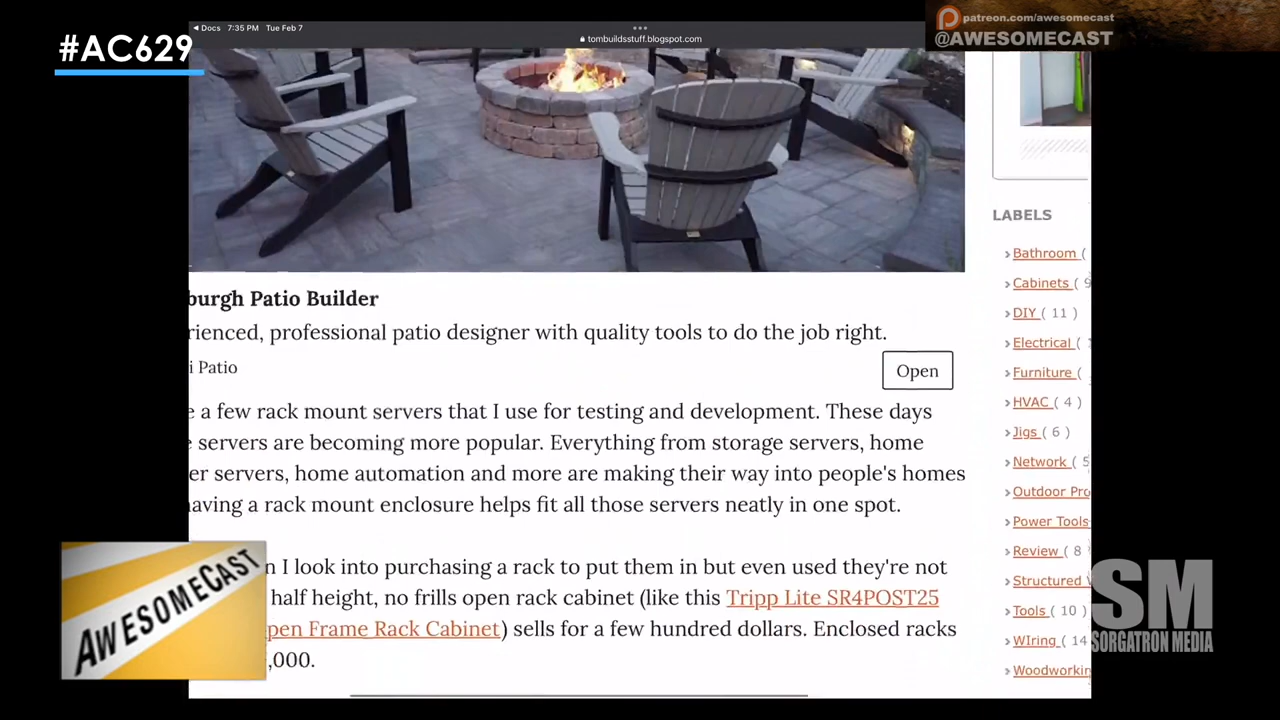 #AC629
Docs 7:35 PM Tue Feb 7
tombuildsstuff.blogspot.com
patreon.com/awesomecast
@AWESOMECAST
burgh Patio Builder
rienced, professional patio designer with quality tools to do the job right.
i Patio
Open
e a few rack mount servers that I use for testing and development. These days
e servers are becoming more popular. Everything from storage servers, home
er servers, home automation and more are making their way into people's homes
aving a rack mount enclosure helps fit all those servers neatly in one spot.
n I look into purchasing a rack to put them in but even used they're not
half height, no frills open rack cabinet (like this Tripp Lite SR4POST25
pen Frame Rack Cabinet) sells for a few hundred dollars. Enclosed racks
,000.
LABELS
Bathroom (
Cabinets ( 9
DIY ( 11 )
Electrical (
Furniture (
HVAC ( 4 )
Jigs ( 6 )
Network ( 5
Outdoor Pro
Power Tools
Review ( 8
Structured
Tools ( 10 )
WIring ( 14
Woodworkin
AWESOMECAST
SM
SORGATRON MEDIA